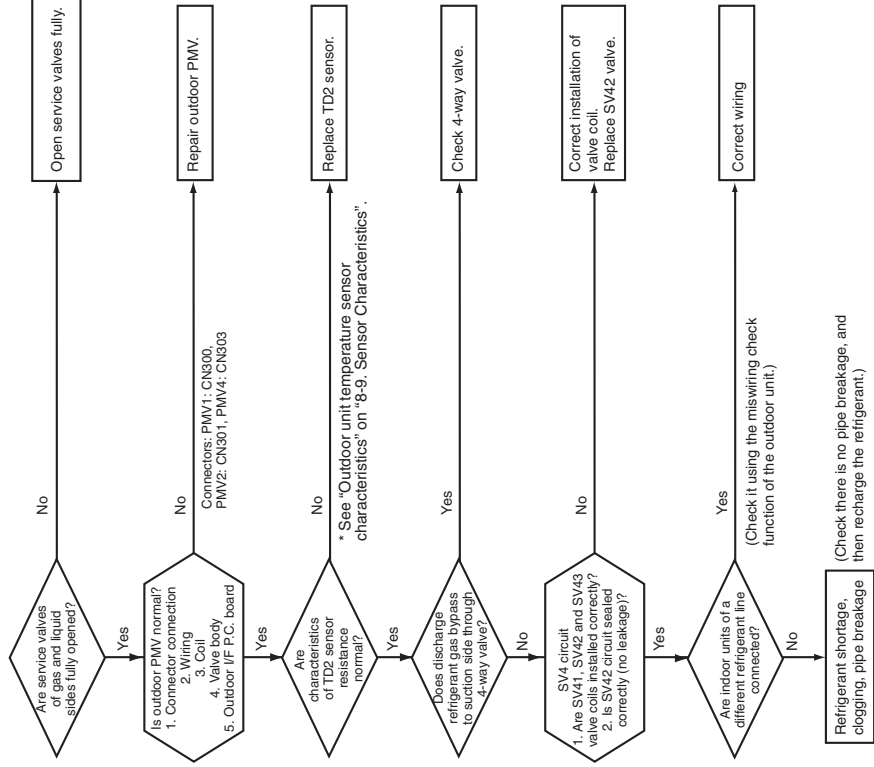 Are service valves
of gas and liquid
sides fully opened?
No
Open service valves fully.
Yes
Is outdoor PMV normal?
1. Connector connection
2. Wiring
3. Coil
4. Valve body
5. Outdoor I/F P.C. board
No
Connectors: PMV1: CN300,
PMV2: CN301, PMV4: CN303
Repair outdoor PMV.
Yes
Are
characteristics
of TD2 sensor
resistance
normal?
No
* See “Outdoor unit temperature sensor
characteristics” on “8-9. Sensor Characteristics”.
Replace TD2 sensor.
Yes
Does discharge
refrigerant gas bypass
to suction side through
4-way valve?
Yes
Check 4-way valve.
No
SV4 circuit
1. Are SV41, SV42 and SV43
valve coils installed correctly?
2. Is SV42 circuit sealed
correctly (no leakage)?
No
Correct installation of
valve coil.
Replace SV42 valve.
Yes
Are indoor units of a
different refrigerant line
connected?
Yes
(Check it using the miswiring check
function of the outdoor unit.)
Correct wiring
No
Refrigerant shortage,
clogging, pipe breakage
(Check there is no pipe breakage, and
then recharge the refrigerant.)